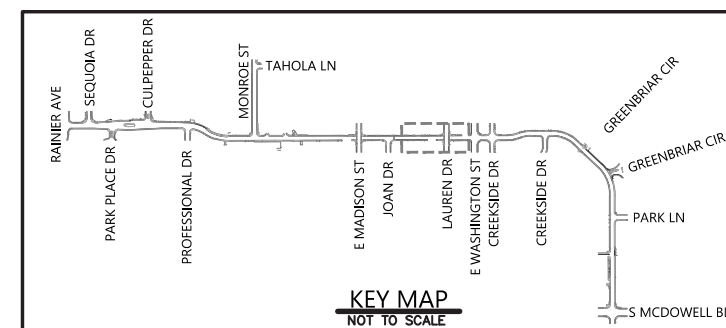 RAINIER AVE
SEQUOIA DR
PARK PLACE DR
CULPEPPER DR
PROFESSIONAL DR
MONROE ST
TAHOLA LN
E MADISON ST
JOAN DR
LAUREN DR
E WASHINGTON ST
CREEKSIDE DR
CREEKSIDE DR
GREENBRIAR CIR
GREENBRIAR CIR
PARK LN
S MCDOWELL
KEY MAP
NOT TO SCALE